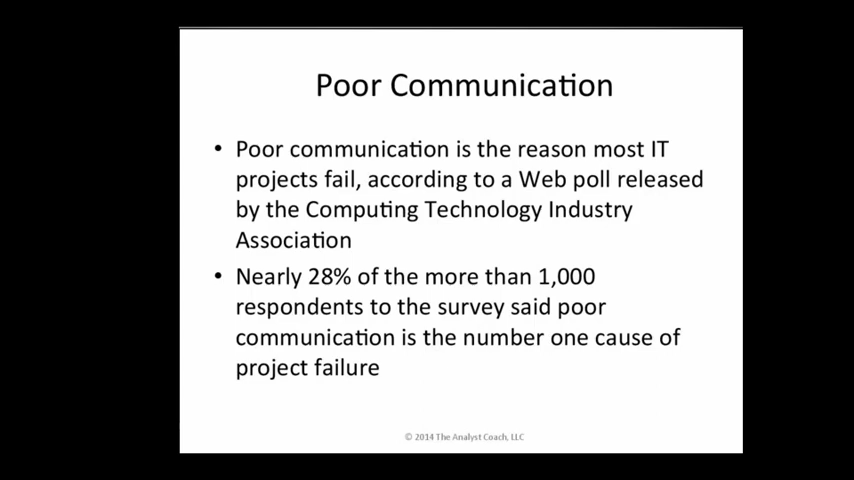 Poor Communication
• Poor communication is the reason most IT
projects fail, according to a Web poll released
by the Computing Technology Industry
Association
• Nearly 28% of the more than 1,000
respondents to the survey said poor
communication is the number one cause of
project failure
© 2014 The Analyst Coach, LLC